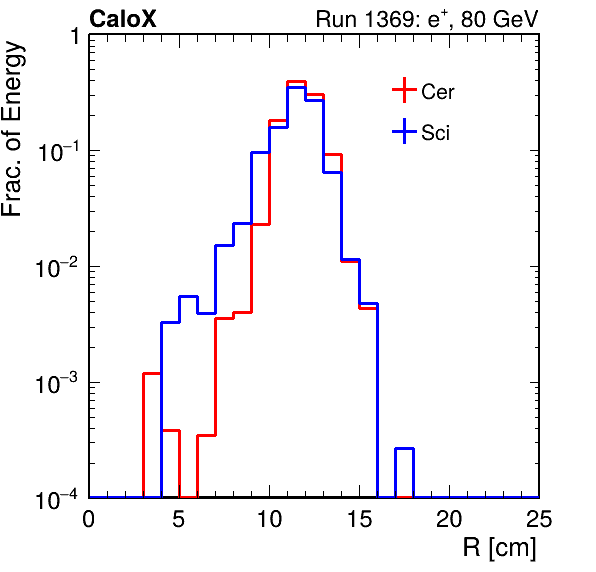 CaloX Run 1369: e⁺, 80 GeV
Frac. of Energy
1
10⁻¹
10⁻²
10⁻³
10⁻⁴
Cer
Sci
0 5 10 15 20 25
R [cm]